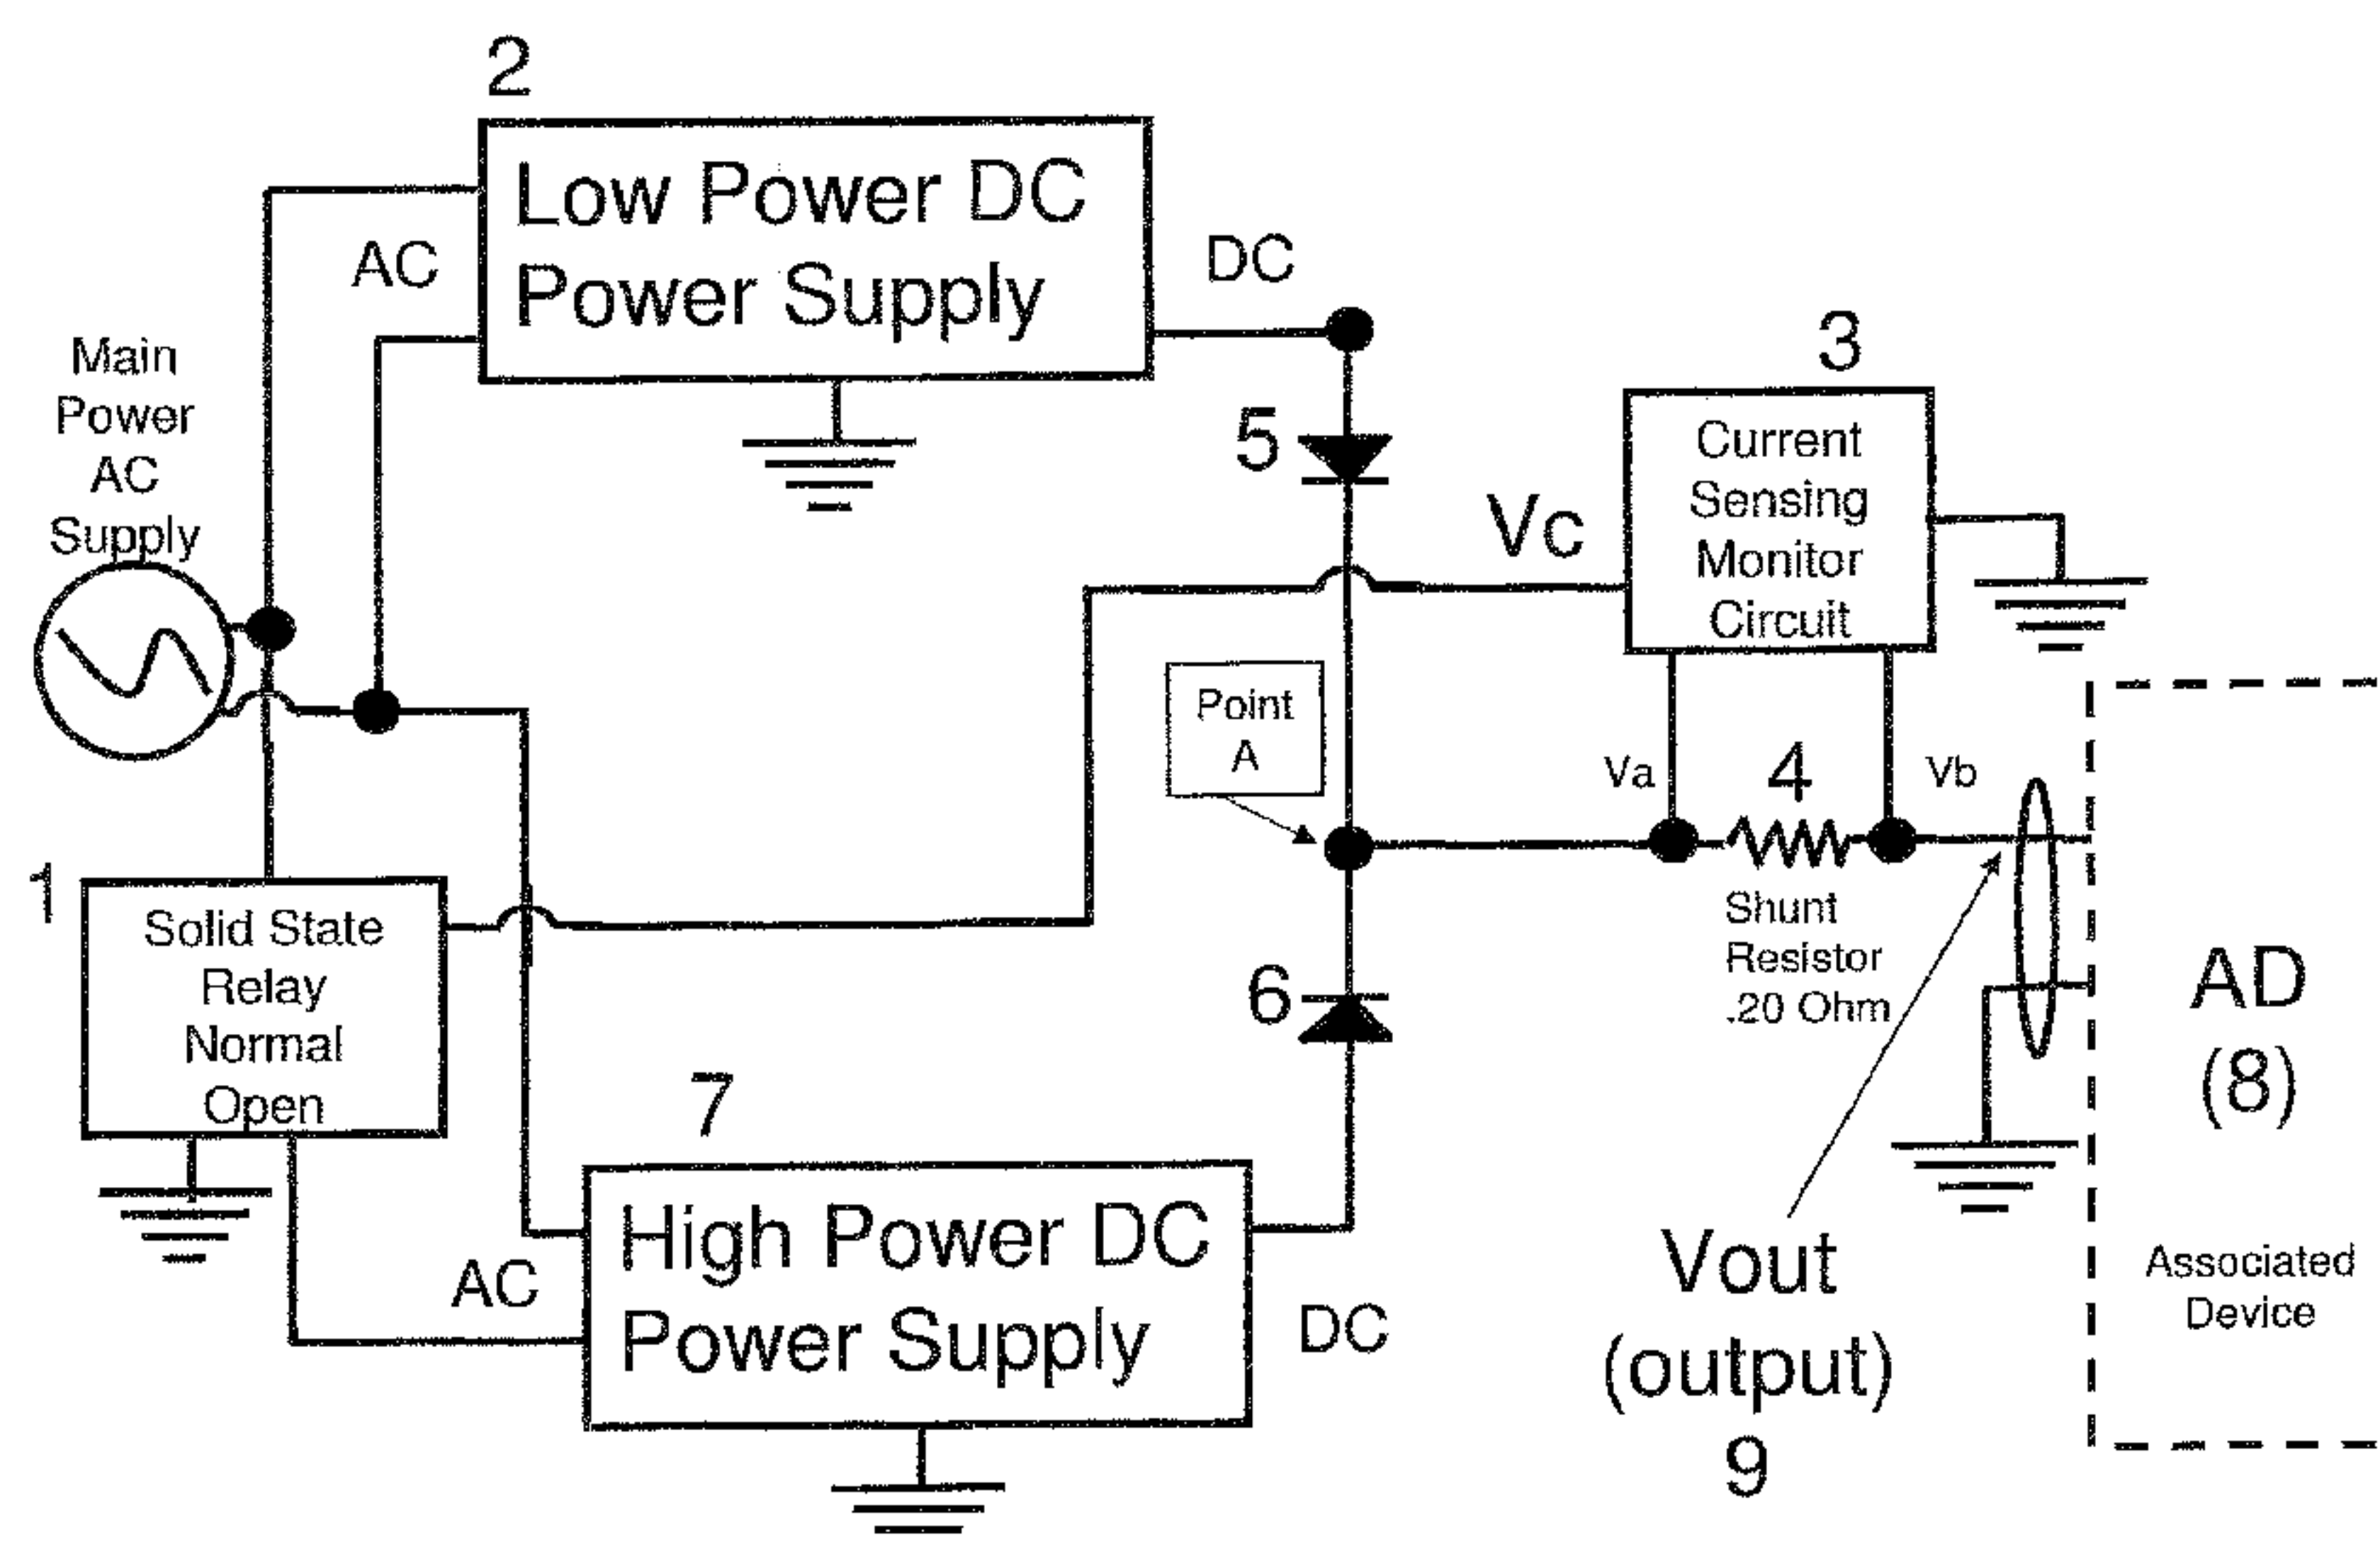 2
Low Power DC
Power Supply
AC
DC
Main
Power
AC
Supply
3
Current
Sensing
Monitor
Circuit
5
Vc
Point
A
Va
4
Vb
1
Solid State
Relay
Normal
Open
Shunt
Resistor
.20 Ohm
6
AD
(8)
7
High Power DC
Power Supply
AC
DC
Vout
(output)
9
Associated
Device